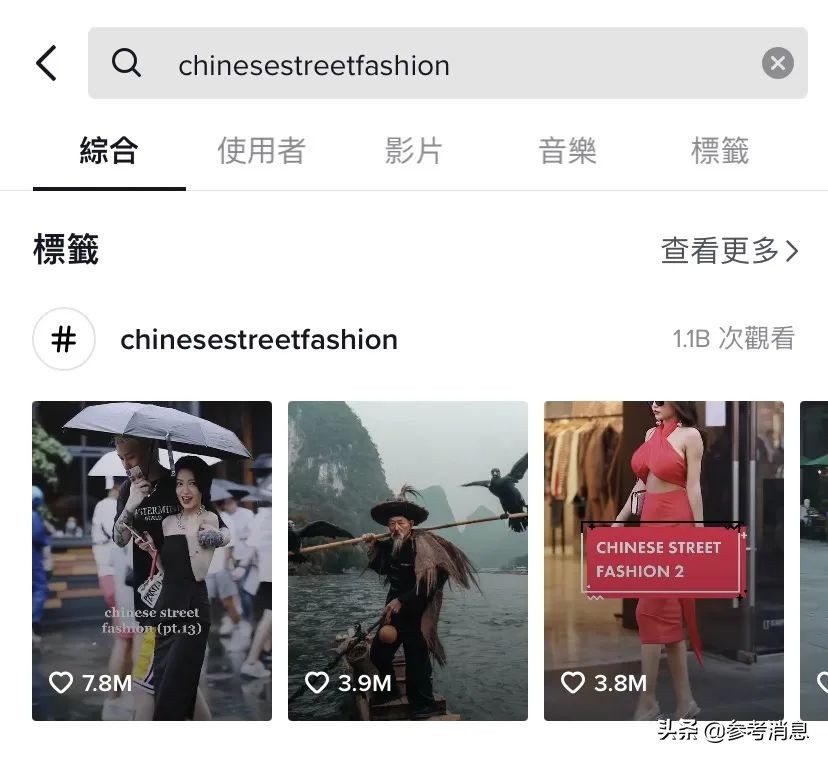 chinesestreetfashion
綜合
使用者
影片
音樂
標籤
標籤
查看更多
#
chinesestreetfashion
1.1B 次觀看
chinese street
fashion (pt.13)
7.8M
3.9M
CHINESE STREET
FASHION 2
3.8M
头条 @参考消息